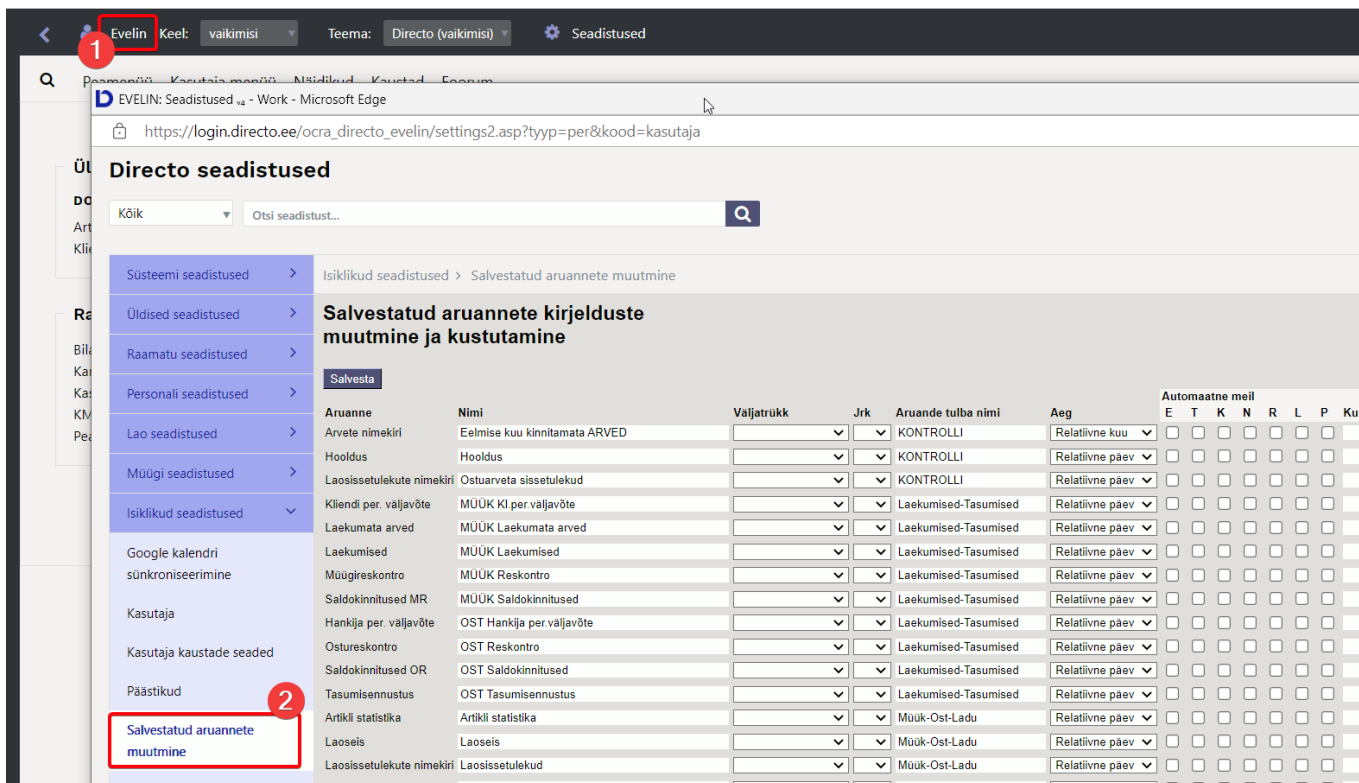 Evelin Keel: vaikimisi Teema: Directo (vaikimisi) Seadistused
1
Peamenüü Kasutaja menüü Näidikud Kaustad Foorum
EVELIN: Seadistused v4 - Work - Microsoft Edge
https://login.directo.ee/ocra_directo_evelin/settings2.asp?tyyp=per&kood=kasutaja
Directo seadistused
Kõik Otsi seadistust...
Süsteemi seadistused
Üldised seadistused
Raamatu seadistused
Personali seadistused
Lao seadistused
Müügi seadistused
Isiklikud seadistused
Google kalendri
sünkroniseerimine
Kasutaja
Kasutaja kaustade seaded
Päästikud
2
Salvestatud aruannete
muutmine
Isiklikud seadistused > Salvestatud aruannete muutmine
Salvestatud aruannete kirjelduste
muutmine ja kustutamine
Salvesta
Automaatne meil
Aruanne Nimi Väljatrükk Jrk Aruande tulba nimi Aeg E T K N R L P Ku
Arvete nimekiri Eelmise kuu kinnitamata ARVED KONTROLLI Relatiivne kuu
Hooldus Hooldus KONTROLLI Relatiivne päev
Laosissetulekute nimekiri Ostuarveta sissetulekud KONTROLLI Relatiivne päev
Kliendi per. väljavõte MÜÜK Kl.per.väljavõte Laekumised-Tasumised Relatiivne päev
Laekumata arved MÜÜK Laekumata arved Laekumised-Tasumised Relatiivne päev
Laekumised MÜÜK Laekumised Laekumised-Tasumised Relatiivne päev
Müügireskontro MÜÜK Reskontro Laekumised-Tasumised Relatiivne päev
Saldokinnitused MR MÜÜK Saldokinnitused Laekumised-Tasumised Relatiivne päev
Hankija per. väljavõte OST Hankija per.väljavõte Laekumised-Tasumised Relatiivne päev
Ostureskontro OST Reskontro Laekumised-Tasumised Relatiivne päev
Saldokinnitused OR OST Saldokinnitused Laekumised-Tasumised Relatiivne päev
Tasumisennustus OST Tasumisennustus Laekumised-Tasumised Relatiivne päev
Artikli statistika Artikli statistika Müük-Ost-Ladu Relatiivne päev
Laoseis Laoseis Müük-Ost-Ladu Relatiivne päev
Laosissetulekute nimekiri Laosissetulekud Müük-Ost-Ladu Relatiivne päev